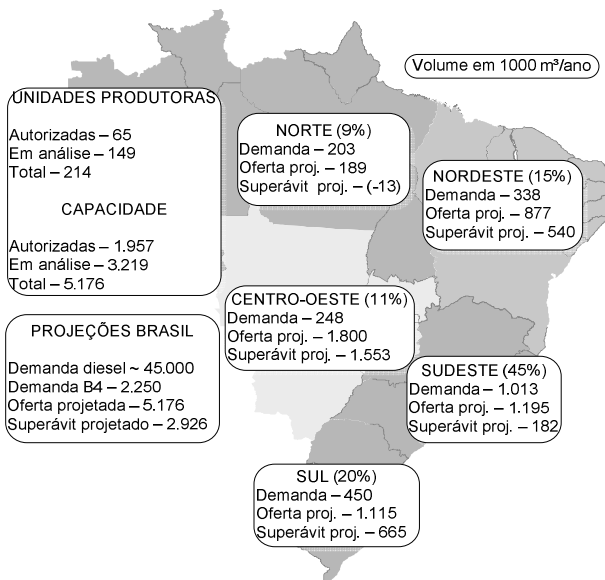 Volume em 1000 m³/ano
UNIDADES PRODUTORAS
Autorizadas – 65
Em análise – 149
Total – 214
CAPACIDADE
Autorizadas – 1.957
Em análise – 3.219
Total – 5.176
NORTE (9%)
Demanda – 203
Oferta proj. – 189
Superávit proj. – (-13)
NORDESTE (15%)
Demanda – 338
Oferta proj. – 877
Superávit proj. – 540
CENTRO-OESTE (11%)
Demanda – 248
Oferta proj. – 1.800
Superávit proj. – 1.553
PROJEÇÕES BRASIL
Demanda diesel ~ 45.000
Demanda B4 – 2.250
Oferta projetada – 5.176
Superávit projetado – 2.926
SUDESTE (45%)
Demanda – 1.013
Oferta proj. – 1.195
Superávit proj. – 182
SUL (20%)
Demanda – 450
Oferta proj. – 1.115
Superávit proj. – 665